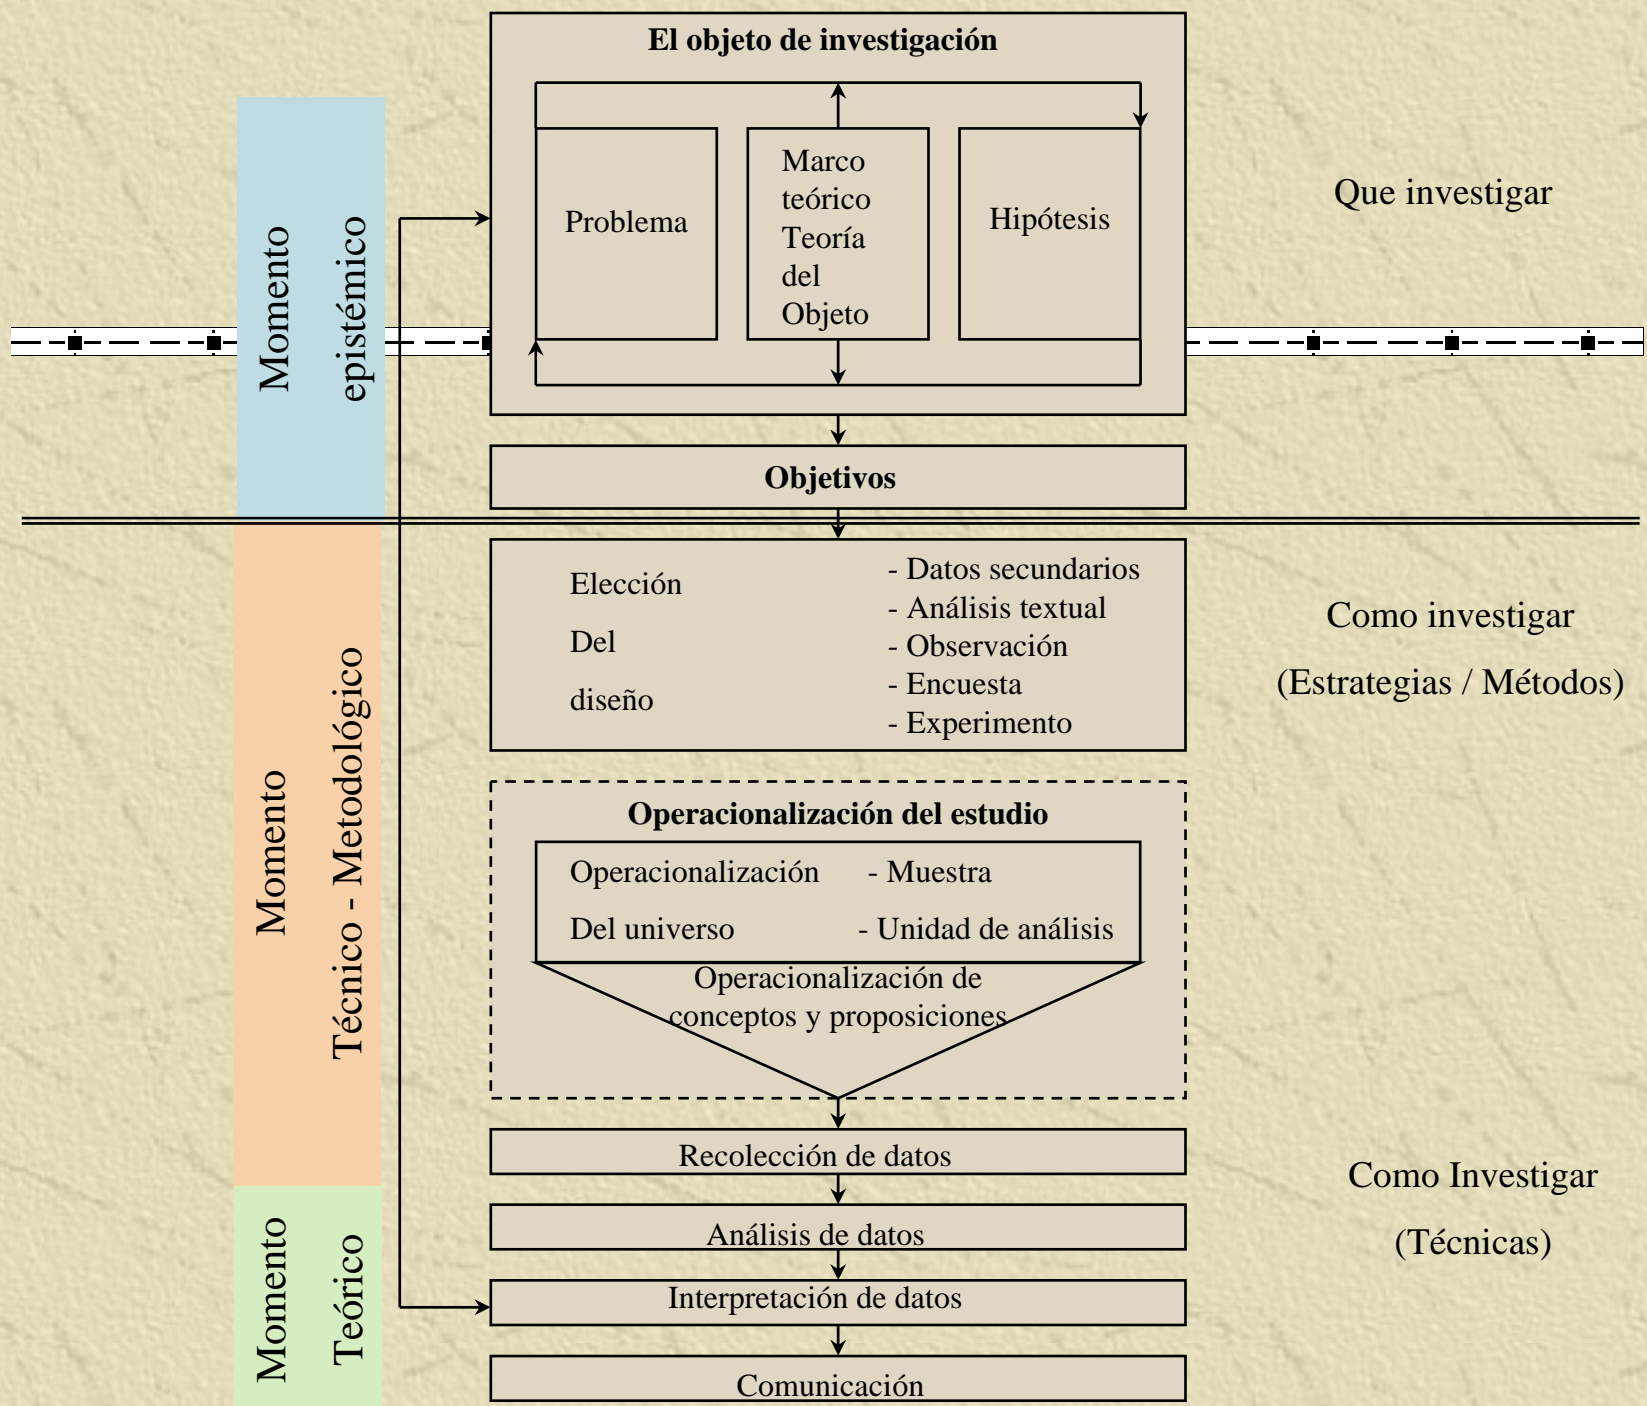 El objeto de investigación
Problema
Marco
teórico
Teoría
del
Objeto
Hipótesis
Que investigar
Momento
epistémico
Objetivos
Elección
Del
diseño
- Datos secundarios
- Análisis textual
- Observación
- Encuesta
- Experimento
Como investigar
(Estrategias / Métodos)
Momento
Técnico - Metodológico
Operacionalización del estudio
Operacionalización - Muestra
Del universo - Unidad de análisis
Operacionalización de
conceptos y proposiciones
Recolección de datos
Como Investigar
(Técnicas)
Momento
Teórico
Análisis de datos
Interpretación de datos
Comunicación